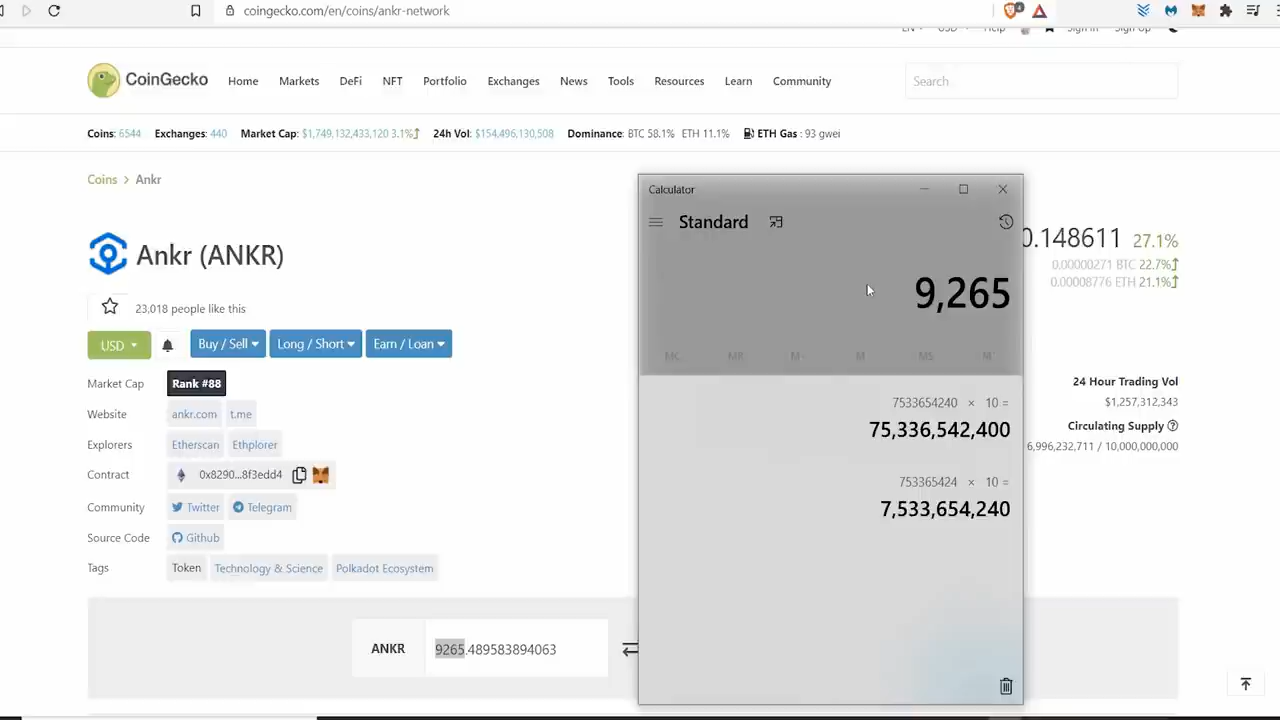 coingecko.com/en/coins/ankr-network
EN USD Help Sign In Sign Up
CoinGecko Home Markets DeFi NFT Portfolio Exchanges News Tools Resources Learn Community Search
Coins: 6544 Exchanges: 440 Market Cap: $1,749,132,433,120 3.1% 24h Vol: $154,496,130,508 Dominance: BTC 58.1% ETH 11.1% ETH Gas : 93 gwei
Coins > Ankr
Ankr (ANKR)
23,018 people like this
USD Buy / Sell Long / Short Earn / Loan
Market Cap Rank #88
Website ankr.com t.me
Explorers Etherscan Ethplorer
Contract 0x8290...8f3edd4
Community Twitter Telegram
Source Code Github
Tags Token Technology & Science Polkadot Ecosystem
ANKR 9265.489583894063
Calculator
Standard
9,265
MC MR M+ M MS M
7533654240 × 10 =
75,336,542,400
753365424 × 10 =
7,533,654,240
0.148611 27.1%
0.00000271 BTC 22.7%
0.00008776 ETH 21.1%
24 Hour Trading Vol
$1,257,312,343
Circulating Supply
6,996,232,711 / 10,000,000,000